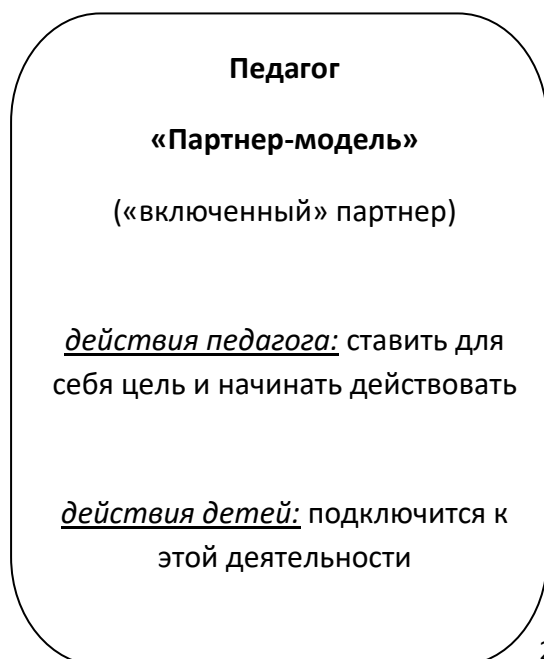 Педагог
«Партнер-модель»
(«включенный» партнер)
действия педагога: ставить для
себя цель и начинать действовать
действия детей: подключится к
этой деятельности